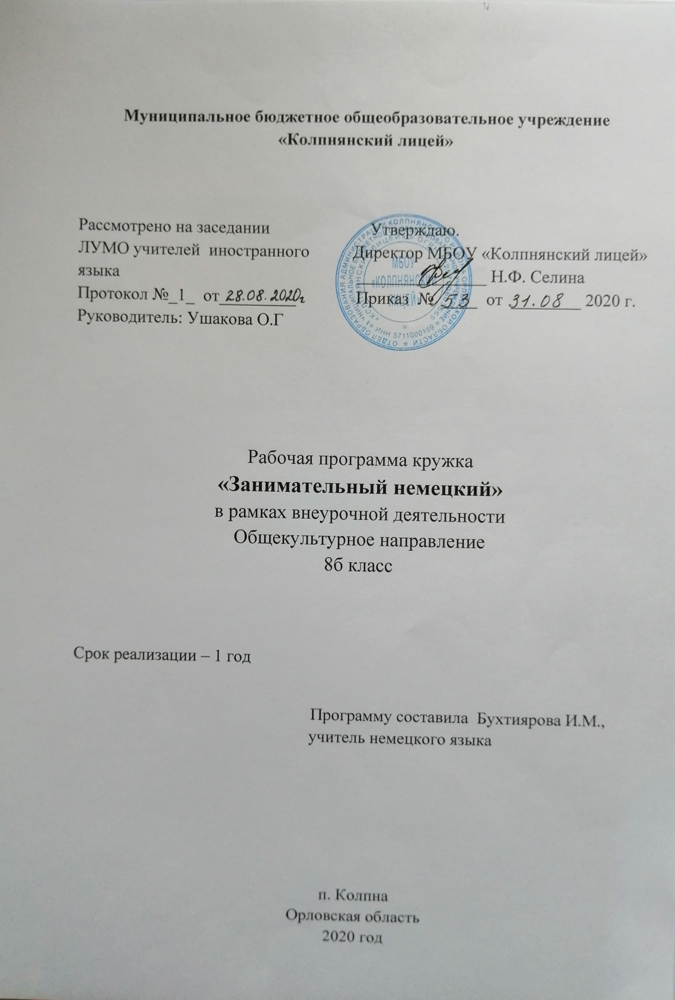 Муниципальное бюджетное общеобразовательное учреждение
«Колпнянский лицей»
Рассмотрено на заседании
ЛУМО учителей иностранного
языка
Протокол №_1_ от 28.08.2020г
Руководитель: Ушакова О.Г
Утверждаю.
Директор МБОУ «Колпнянский лицей»
Н.Ф. Селина
Приказ № 53 от 31.08 2020 г.
МБОУ
«КОЛПНЯНСКИЙ
ЛИЦЕЙ»
ИНН 5711000159
Рабочая программа кружка
«Занимательный немецкий»
в рамках внеурочной деятельности
Общекультурное направление
8б класс
Срок реализации – 1 год
Программу составила Бухтиярова И.М.,
учитель немецкого языка
п. Колпна
Орловская область
2020 год